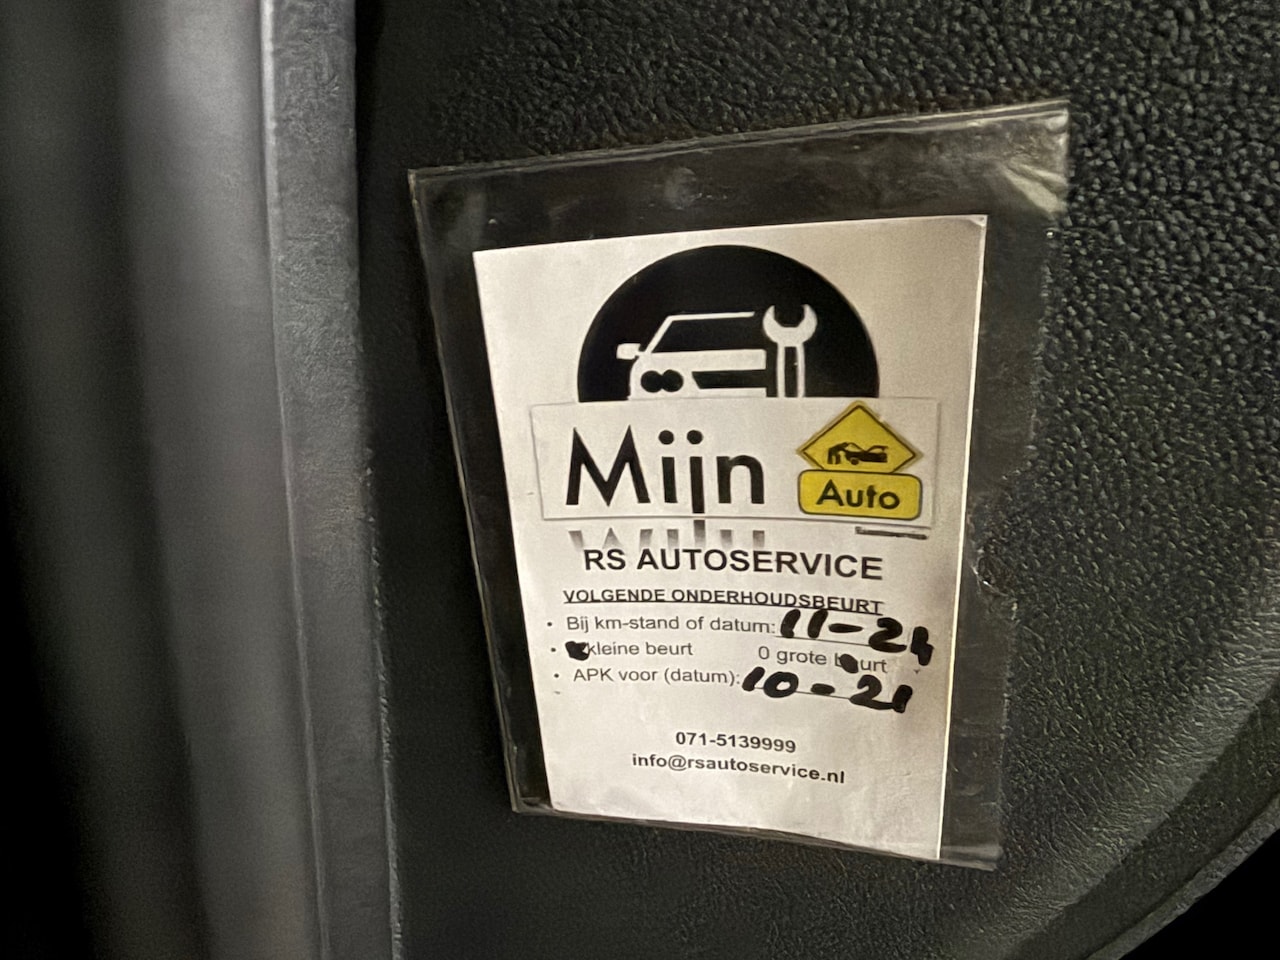 Mijn
Auto
RS AUTOSERVICE
VOLGENDE ONDERHOUDSBEURT
• Bij km-stand of datum: 11-24
• kleine beurt 0 grote beurt
• APK voor (datum): 10-21
071-5139999
info@rsautoservice.nl